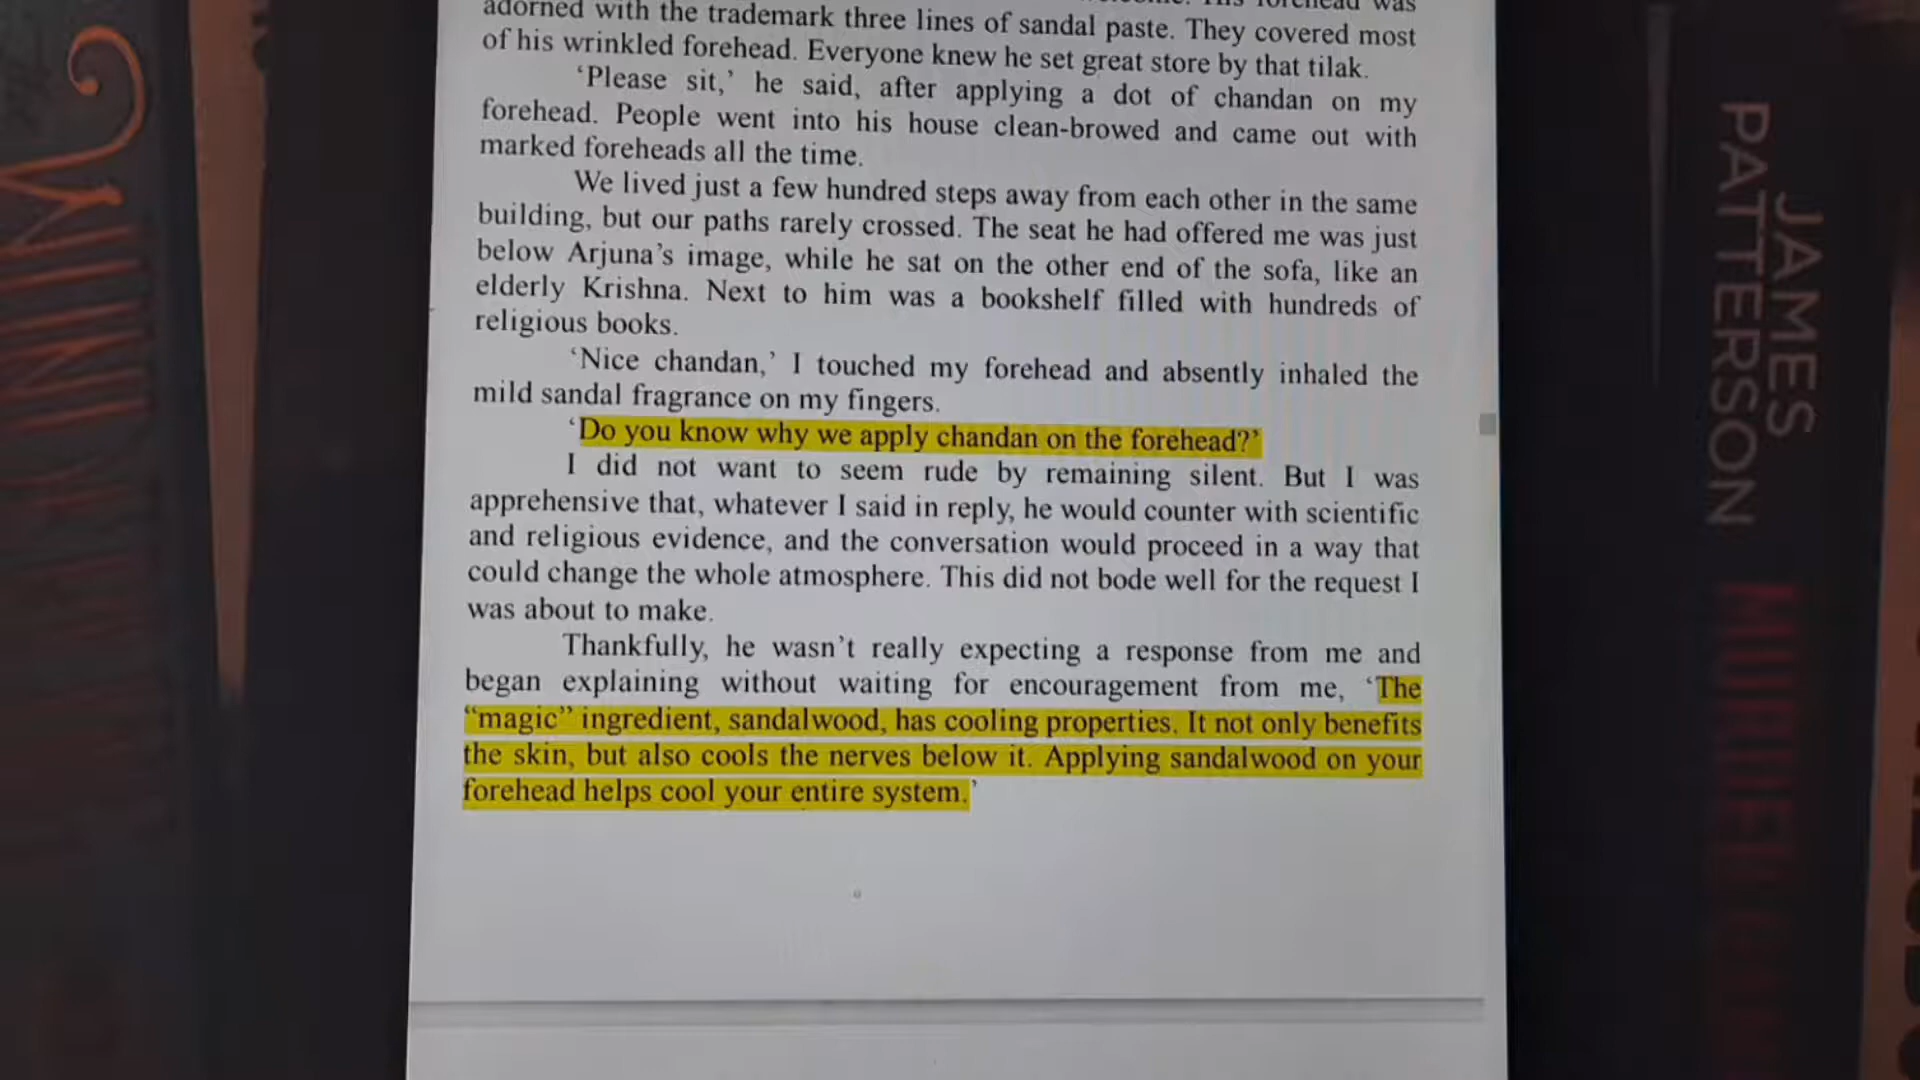 adorned with the trademark three lines of sandal paste. They covered most
of his wrinkled forehead. Everyone knew he set great store by that tilak.
‘Please sit,’ he said, after applying a dot of chandan on my
forehead. People went into his house clean-browed and came out with
marked foreheads all the time.
We lived just a few hundred steps away from each other in the same
building, but our paths rarely crossed. The seat he had offered me was just
below Arjuna’s image, while he sat on the other end of the sofa, like an
elderly Krishna. Next to him was a bookshelf filled with hundreds of
religious books.
‘Nice chandan,’ I touched my forehead and absently inhaled the
mild sandal fragrance on my fingers.
‘Do you know why we apply chandan on the forehead?’
I did not want to seem rude by remaining silent. But I was
apprehensive that, whatever I said in reply, he would counter with scientific
and religious evidence, and the conversation would proceed in a way that
could change the whole atmosphere. This did not bode well for the request I
was about to make.
Thankfully, he wasn’t really expecting a response from me and
began explaining without waiting for encouragement from me, ‘The
“magic” ingredient, sandalwood, has cooling properties. It not only benefits
the skin, but also cools the nerves below it. Applying sandalwood on your
forehead helps cool your entire system.’
JAMES
PATTERSON